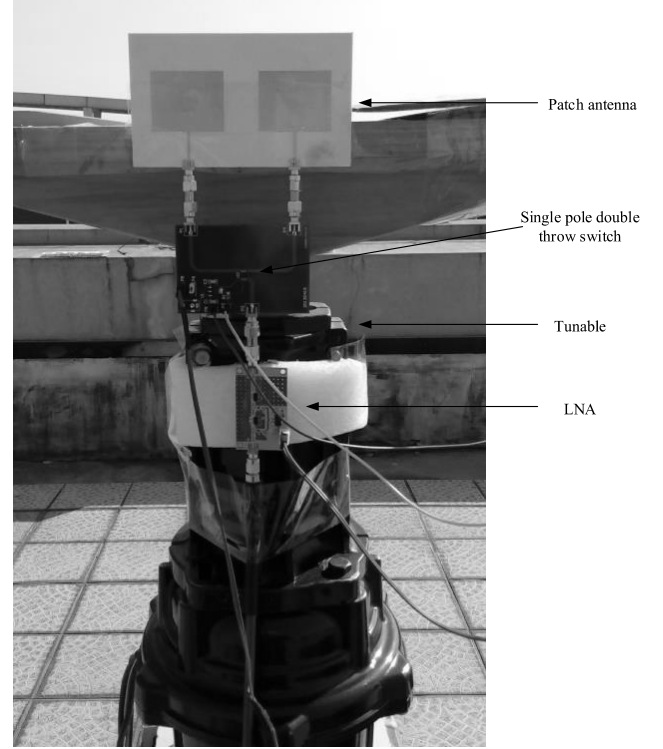 Patch antenna
Single pole double
throw switch
Tunable
LNA